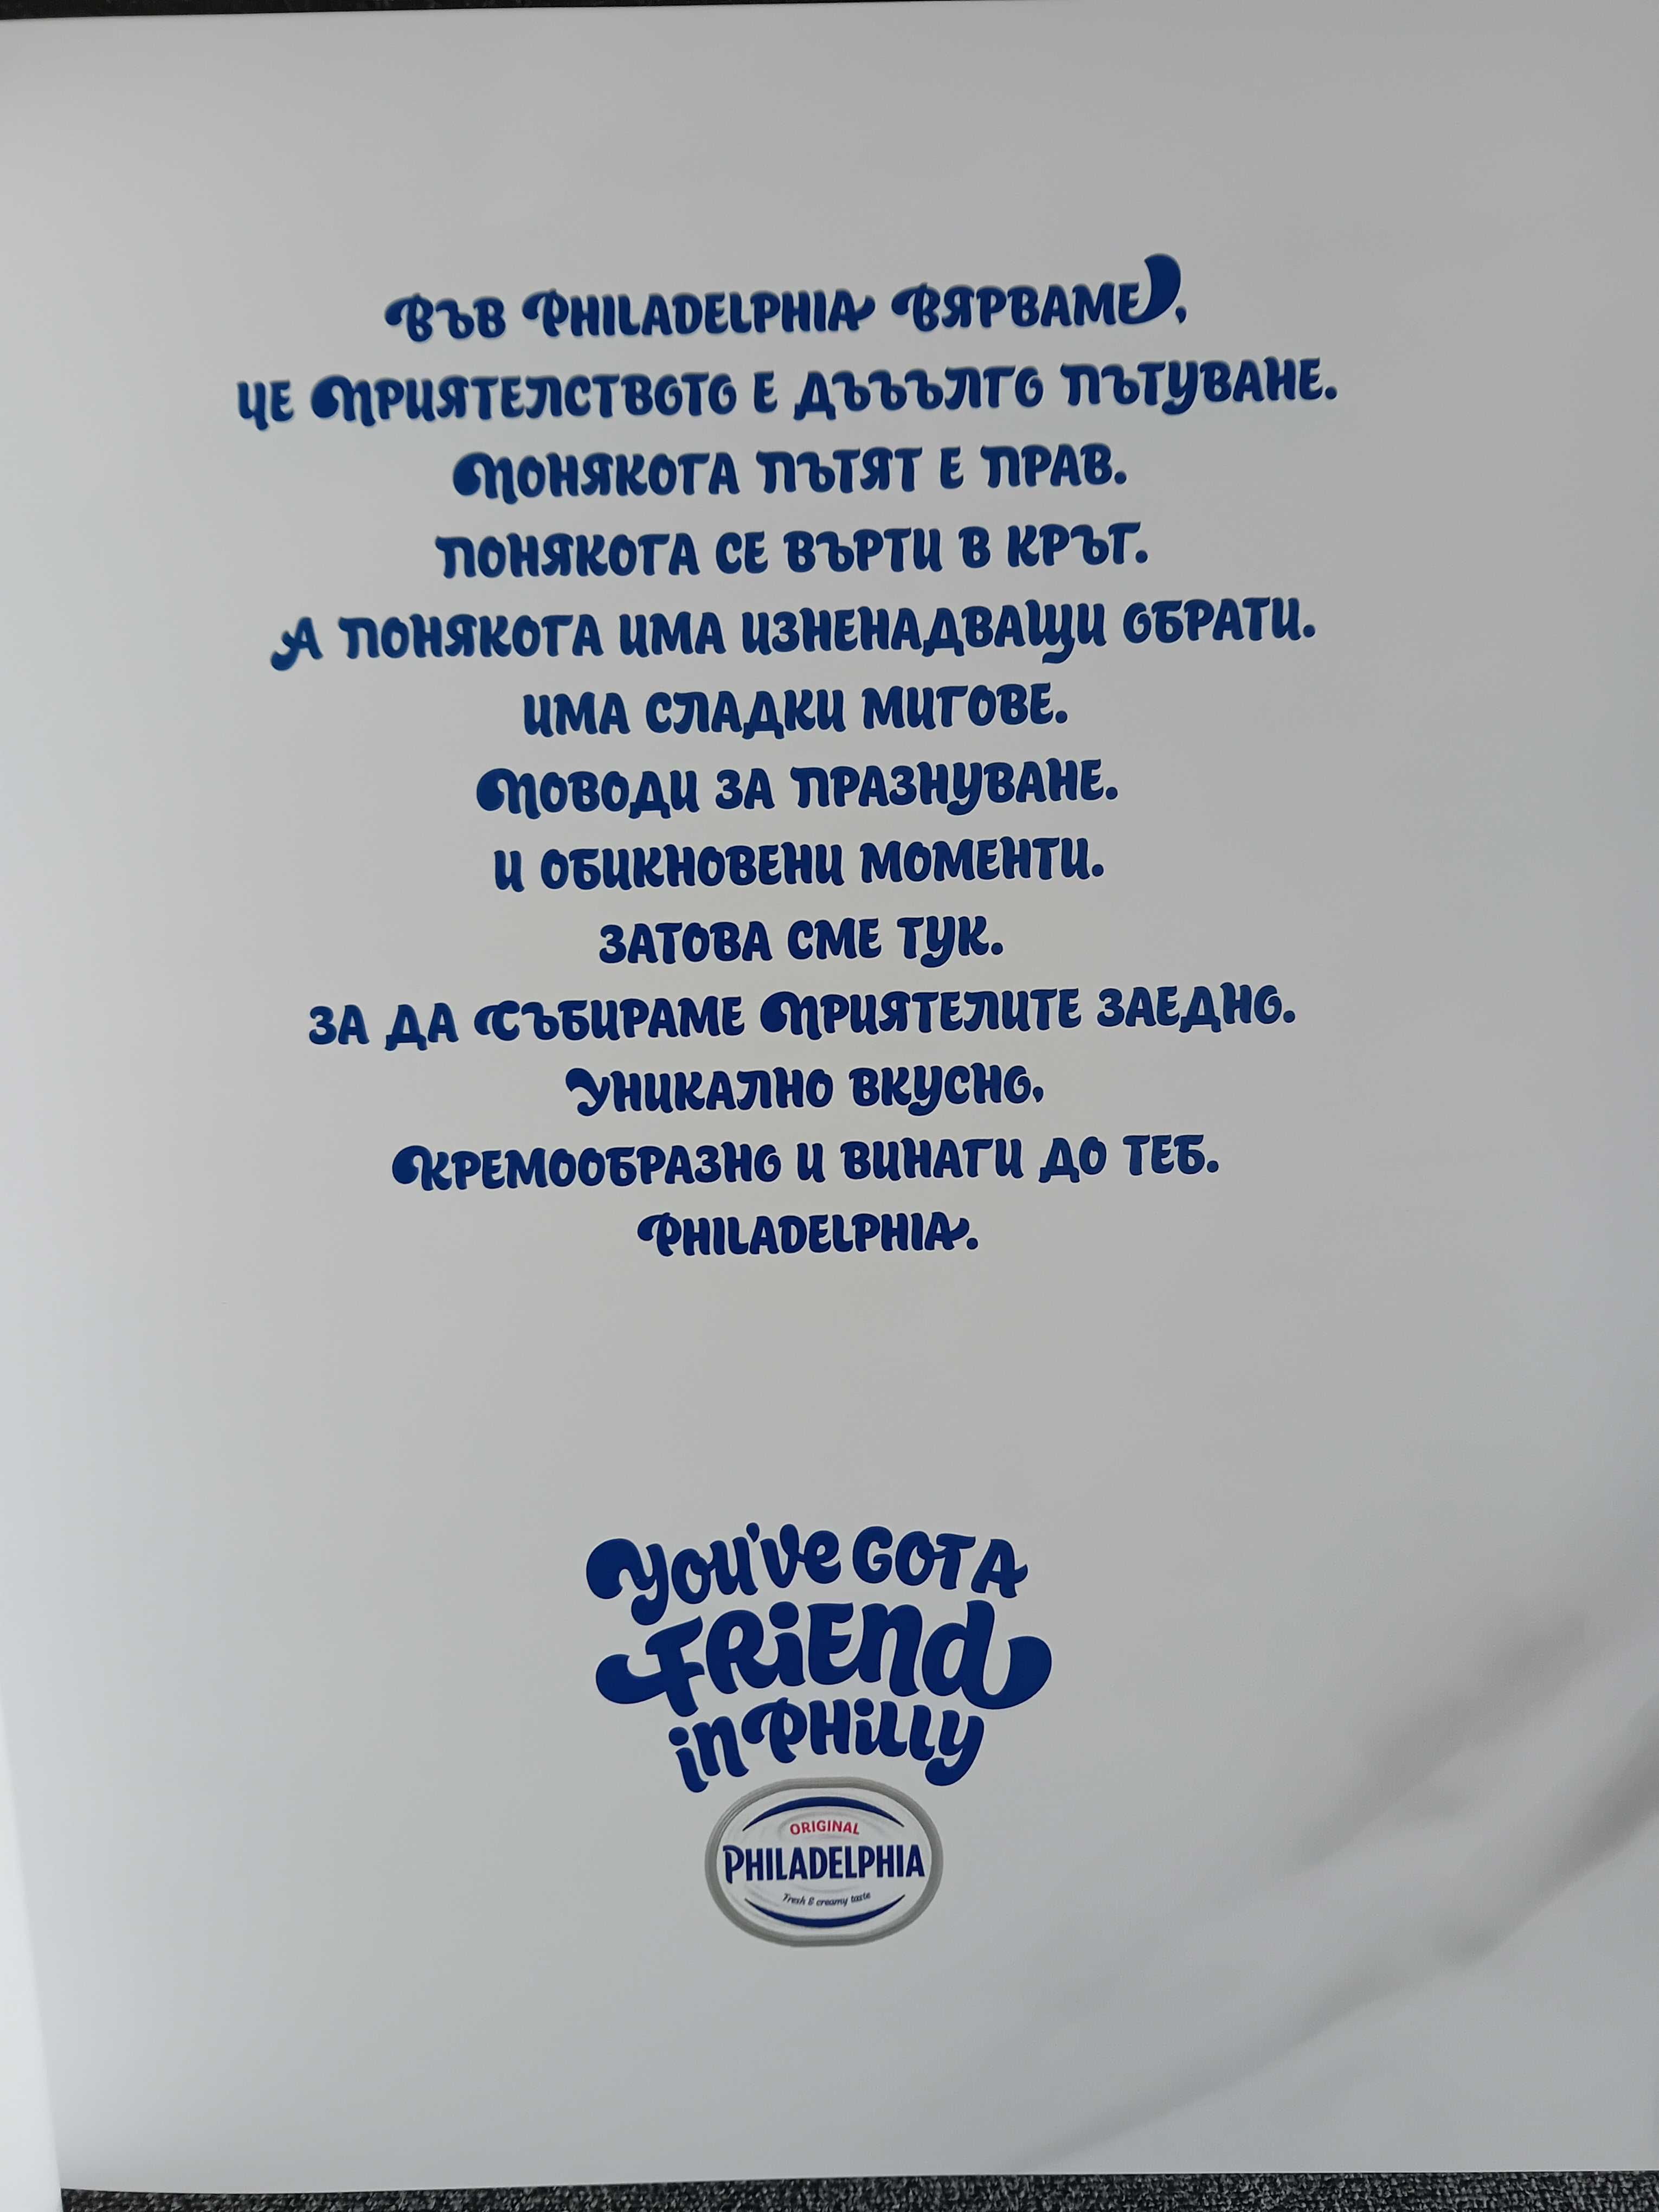 ВЪВ PHILADELPHIA ВЯРВАМЕ,
ЧЕ ПРИЯТЕЛСТВОТО Е ДЪЪЪЛГО ПЪТУВАНЕ.
ПОНЯКОГА ПЪТЯТ Е ПРАВ.
ПОНЯКОГА СЕ ВЪРТИ В КРЪГ.
А ПОНЯКОГА ИМА ИЗНЕНАДВАЩИ ОБРАТИ.
ИМА СЛАДКИ МИГОВЕ.
ПОВОДИ ЗА ПРАЗНУВАНЕ.
И ОБИКНОВЕНИ МОМЕНТИ.
ЗАТОВА СМЕ ТУК.
ЗА ДА СЪБИРАМЕ ПРИЯТЕЛИТЕ ЗАЕДНО.
УНИКАЛНО ВКУСНО,
КРЕМООБРАЗНО И ВИНАГИ ДО ТЕБ.
PHILADELPHIA.
YOU'VE GOT A
FRIEND
in PHILLY
ORIGINAL
PHILADELPHIA
Fresh & creamy taste